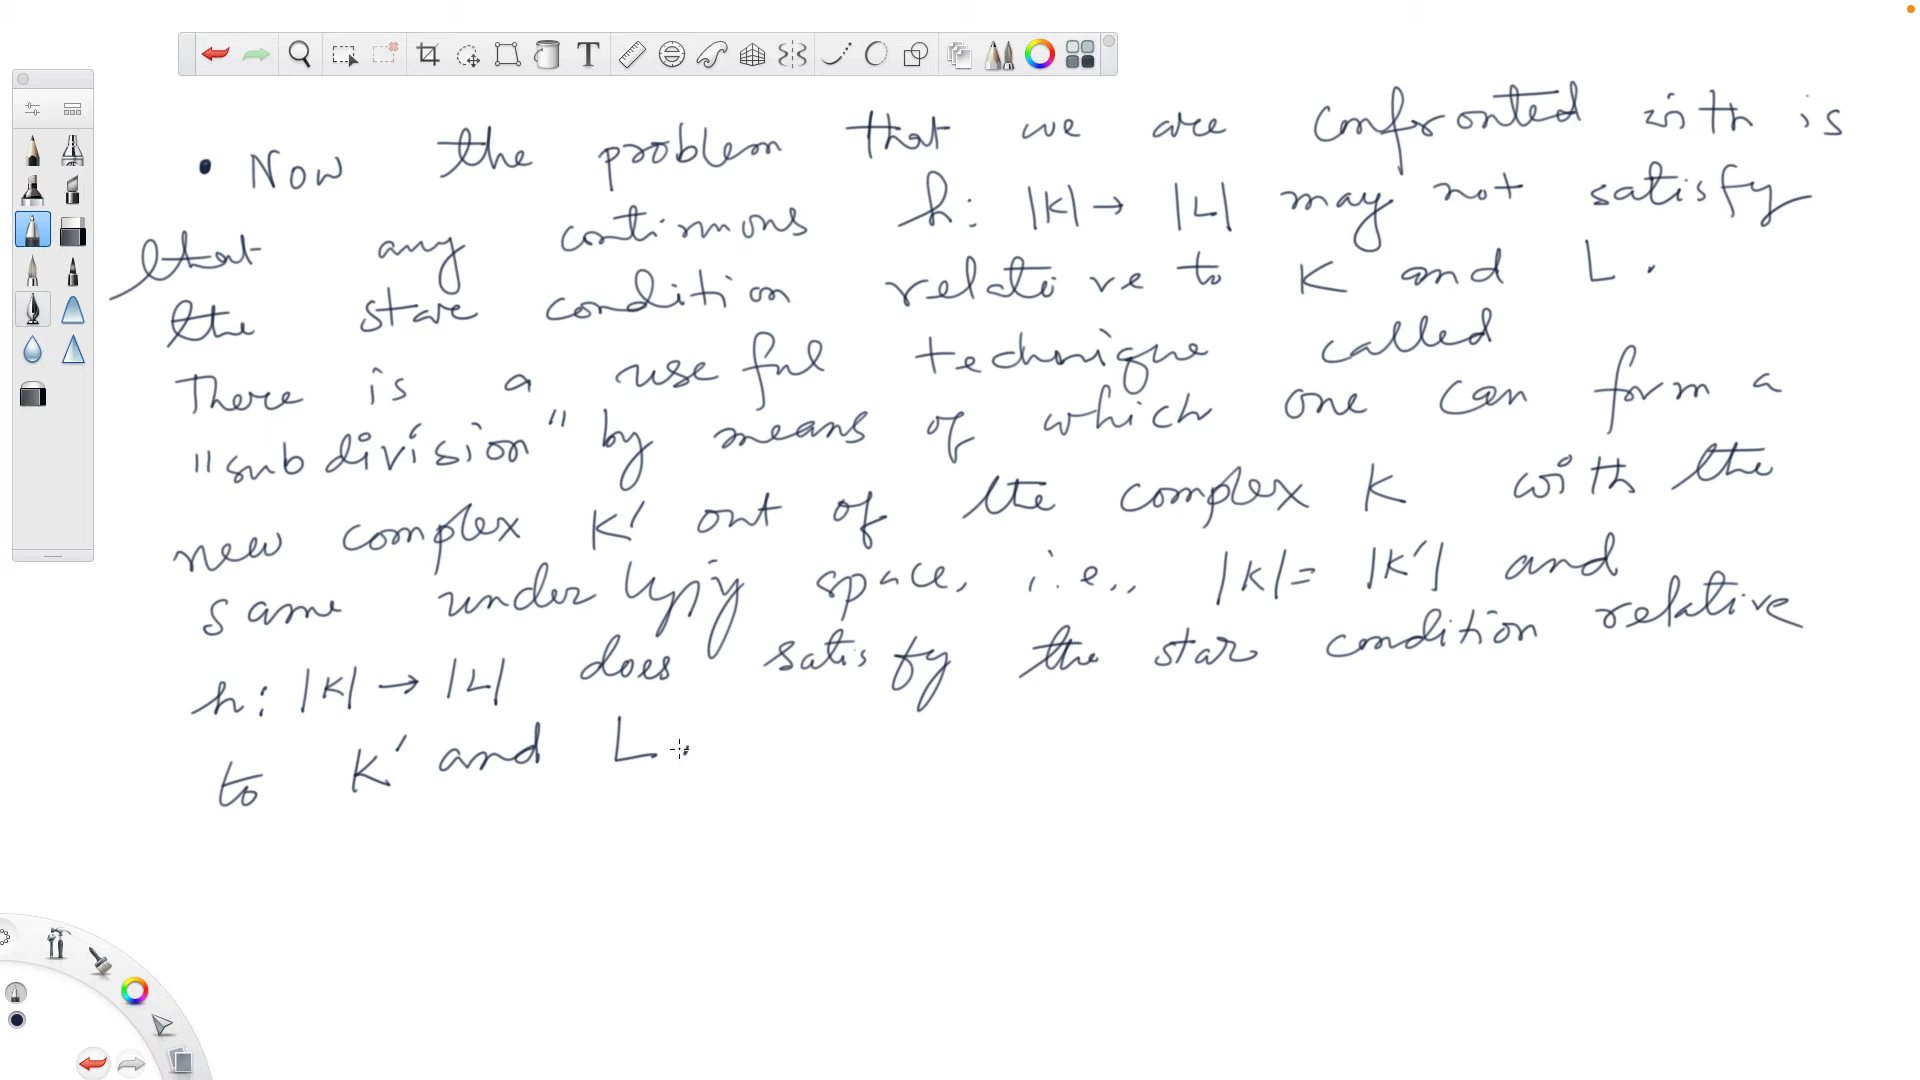 • Now the problem that we are confronted with is
that any continuous h: |K| → |L| may not satisfy
the star condition relative to K and L.
There is a useful technique called
"subdivision" by means of which one can form a
new complex K' out of the complex K with the
same underlying space, i.e., |K| = |K'| and
h: |K| → |L| does satisfy the star condition relative
to K' and L.